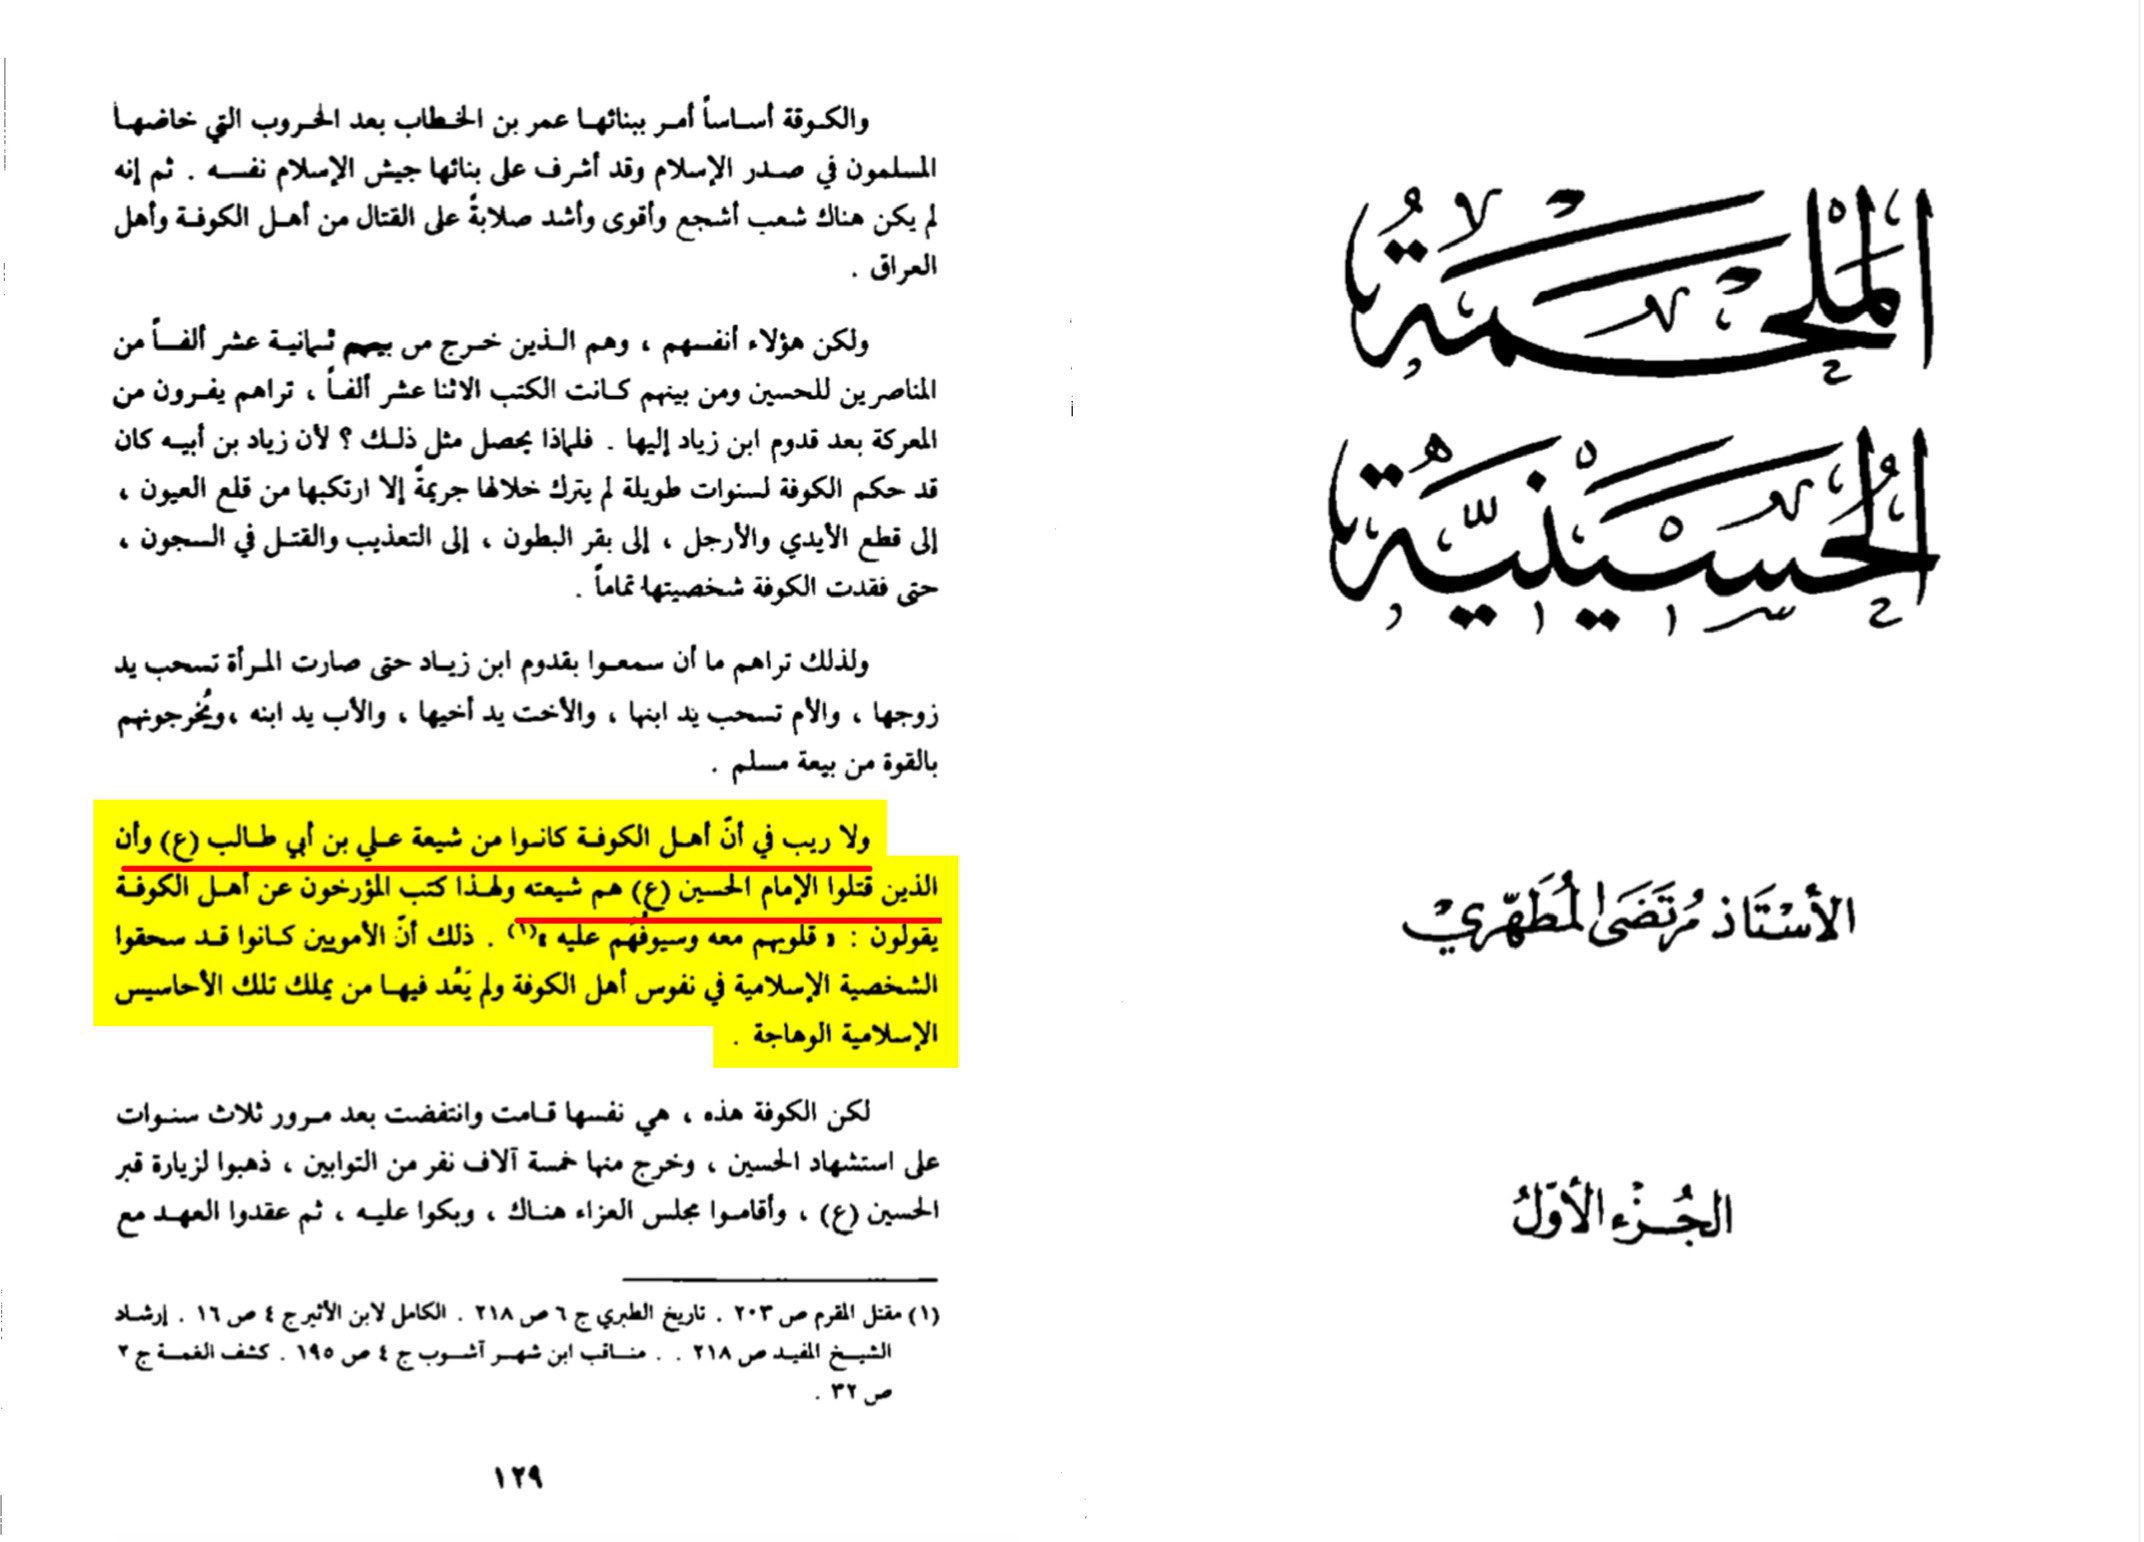 الملحمة
الحسينية
الأستاذ مرتضى المطهري
الجزء الأول
والكوفة أساساً أمر ببنائها عمر بن الخطاب بعد الحروب التي خاضها
المسلمون في صدر الإسلام وقد أشرف على بنائها جيش الإسلام نفسه . ثم إنه
لم يكن هناك شعب أشجع وأقوى وأشد صلابةً على القتال من أهل الكوفة وأهل
العراق .
ولكن هؤلاء أنفسهم ، وهم الذين خرج من بينهم ثمانية عشر ألفاً من
المناصرين للحسين ومن بينهم كانت الكتب الاثنا عشر ألفاً ، تراهم يفرون من
المعركة بعد قدوم ابن زياد إليها . فلماذا يحصل مثل ذلك ؟ لأن زياد بن أبيه كان
قد حكم الكوفة لسنوات طويلة لم يترك خلالها جريمةً إلا ارتكبها من قلع العيون ،
إلى قطع الأيدي والأرجل ، إلى بقر البطون ، إلى التعذيب والقتل في السجون ،
حتى فقدت الكوفة شخصيتها تماماً .
ولذلك تراهم ما أن سمعوا بقدوم ابن زياد حتى صارت المرأة تسحب يد
زوجها ، والأم تسحب يد ابنها ، والأخت يد أخيها ، والأب يد ابنه ، ويُخرجونهم
بالقوة من بيعة مسلم .
ولا ريب في أنّ أهل الكوفة كانوا من شيعة علي بن أبي طالب (ع) وأن
الذين قتلوا الإمام الحسين (ع) هم شيعته ولهذا كتب المؤرخون عن أهل الكوفة
يقولون : « قلوبهم معه وسيوفُهم عليه »(١) . ذلك أنّ الأمويين كانوا قد سحقوا
الشخصية الإسلامية في نفوس أهل الكوفة ولم يَعُد فيها من يملك تلك الأحاسيس
الإسلامية الوهاجة .
لكن الكوفة هذه ، هي نفسها قامت وانتفضت بعد مرور ثلاث سنوات
على استشهاد الحسين ، وخرج منها خمسة آلاف نفر من التوابين ، ذهبوا لزيارة قبر
الحسين (ع) ، وأقاموا مجلس العزاء هناك ، وبكوا عليه ، ثم عقدوا العهد مع
(١) مقتل المقرم ص ٢٠٣ . تاريخ الطبري ج ٦ ص ٢١٨ . الكامل لابن الأثير ج ٤ ص ١٦ . إرشاد
الشيخ المفيد ص ٢١٨ . . مناقب ابن شهر آشوب ج ٤ ص ١٩٥ . كشف الغمة ج ٢
ص ٣٢ .
١٢٩